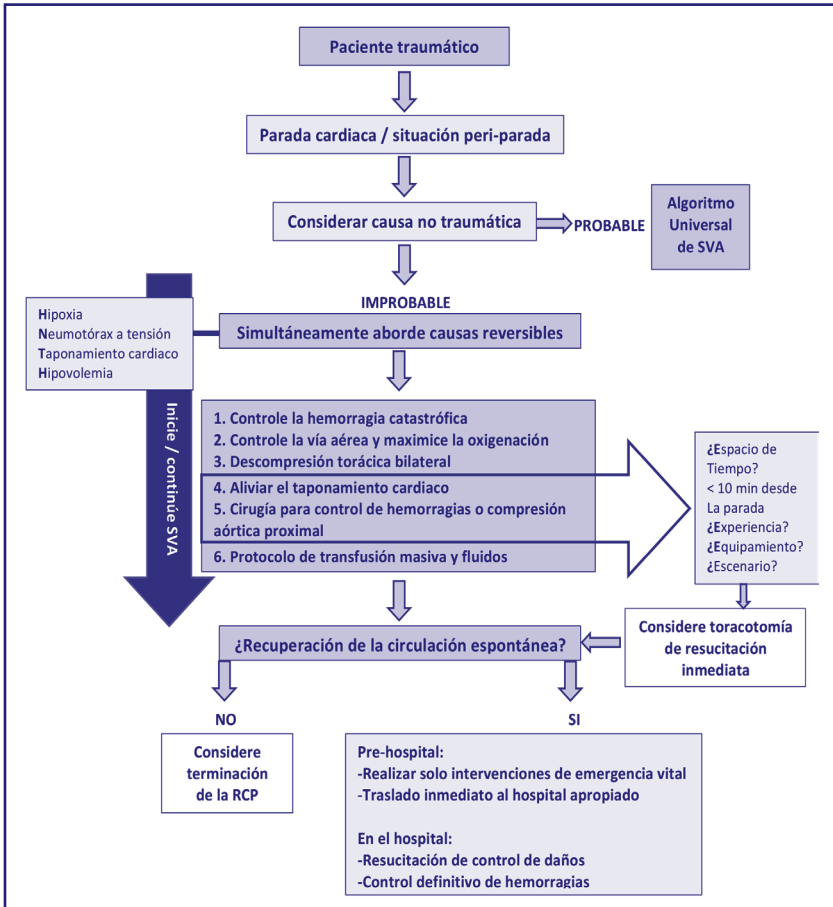 Paciente traumático
Parada cardiaca / situación peri-parada
Considerar causa no traumática
PROBABLE
Algoritmo
Universal
de SVA
IMPROBABLE
Hipoxia
Neumotórax a tensión
Taponamiento cardiaco
Hipovolemia
Simultáneamente aborde causas reversibles
Inicie / continúe SVA
1. Controle la hemorragia catastrófica
2. Controle la vía aérea y maximice la oxigenación
3. Descompresión torácica bilateral
4. Aliviar el taponamiento cardiaco
5. Cirugía para control de hemorragias o compresión
aórtica proximal
6. Protocolo de transfusión masiva y fluidos
¿Espacio de
Tiempo?
< 10 min desde
La parada
¿Experiencia?
¿Equipamiento?
¿Escenario?
Considere toracotomía
de resucitación
inmediata
¿Recuperación de la circulación espontánea?
NO
SI
Considere
terminación
de la RCP
Pre-hospital:
-Realizar solo intervenciones de emergencia vital
-Traslado inmediato al hospital apropiado
En el hospital:
-Resucitación de control de daños
-Control definitivo de hemorragias